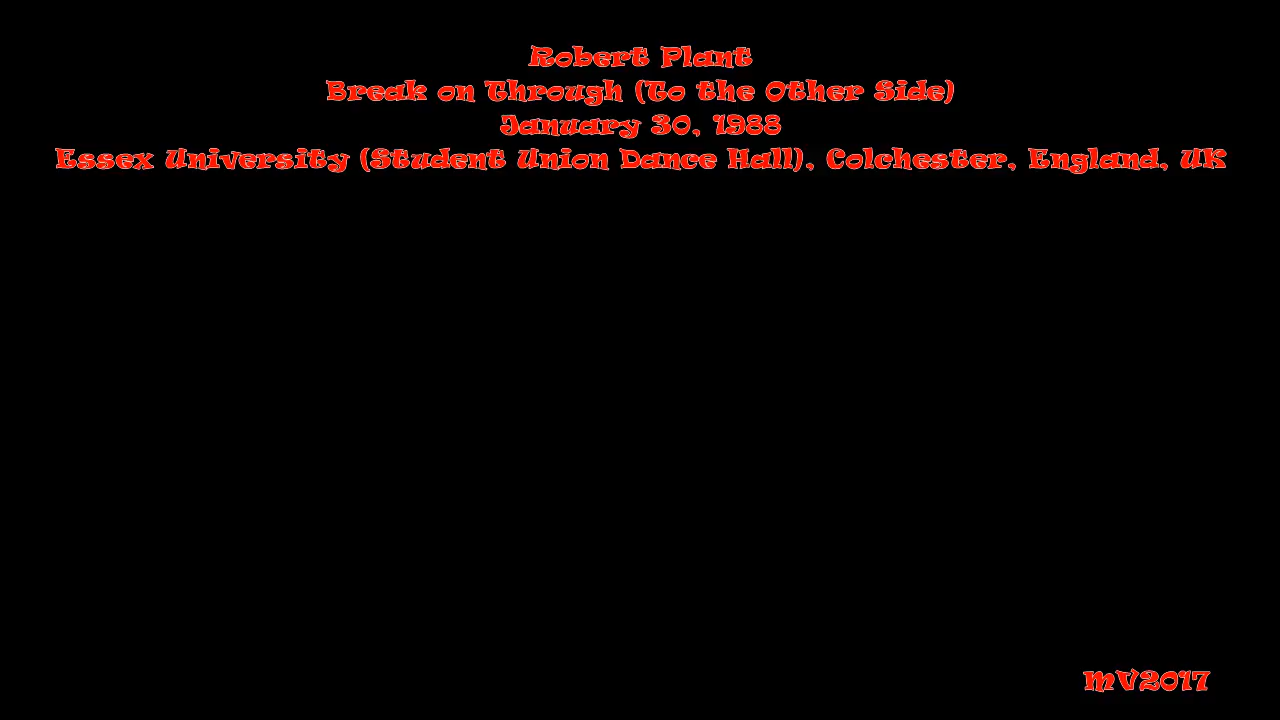 Robert Plant
Break on Through (To the Other Side)
January 30, 1988
Essex University (Student Union Dance Hall), Colchester, England, UK
MV2017